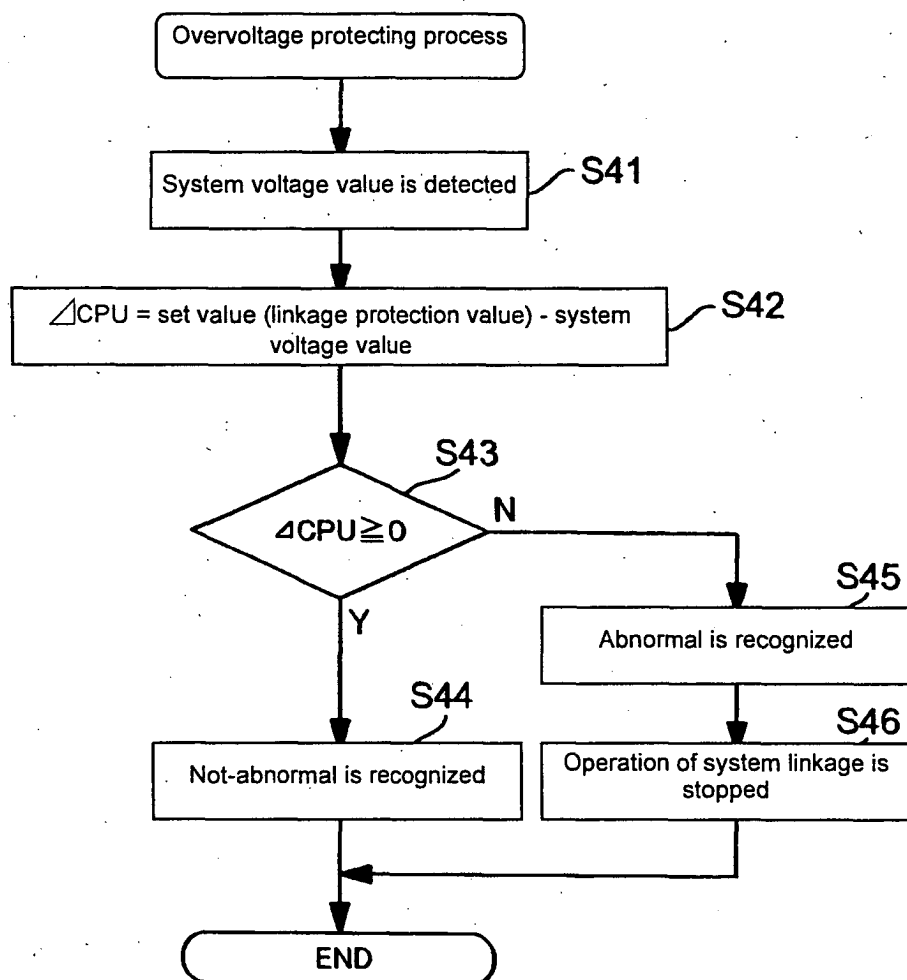 Overvoltage protecting process
System voltage value is detected
S41
⊿CPU = set value (linkage protection value) - system
voltage value
S42
S43
⊿CPU≧0
N
Y
S45
Abnormal is recognized
S44
Not-abnormal is recognized
S46
Operation of system linkage is
stopped
END